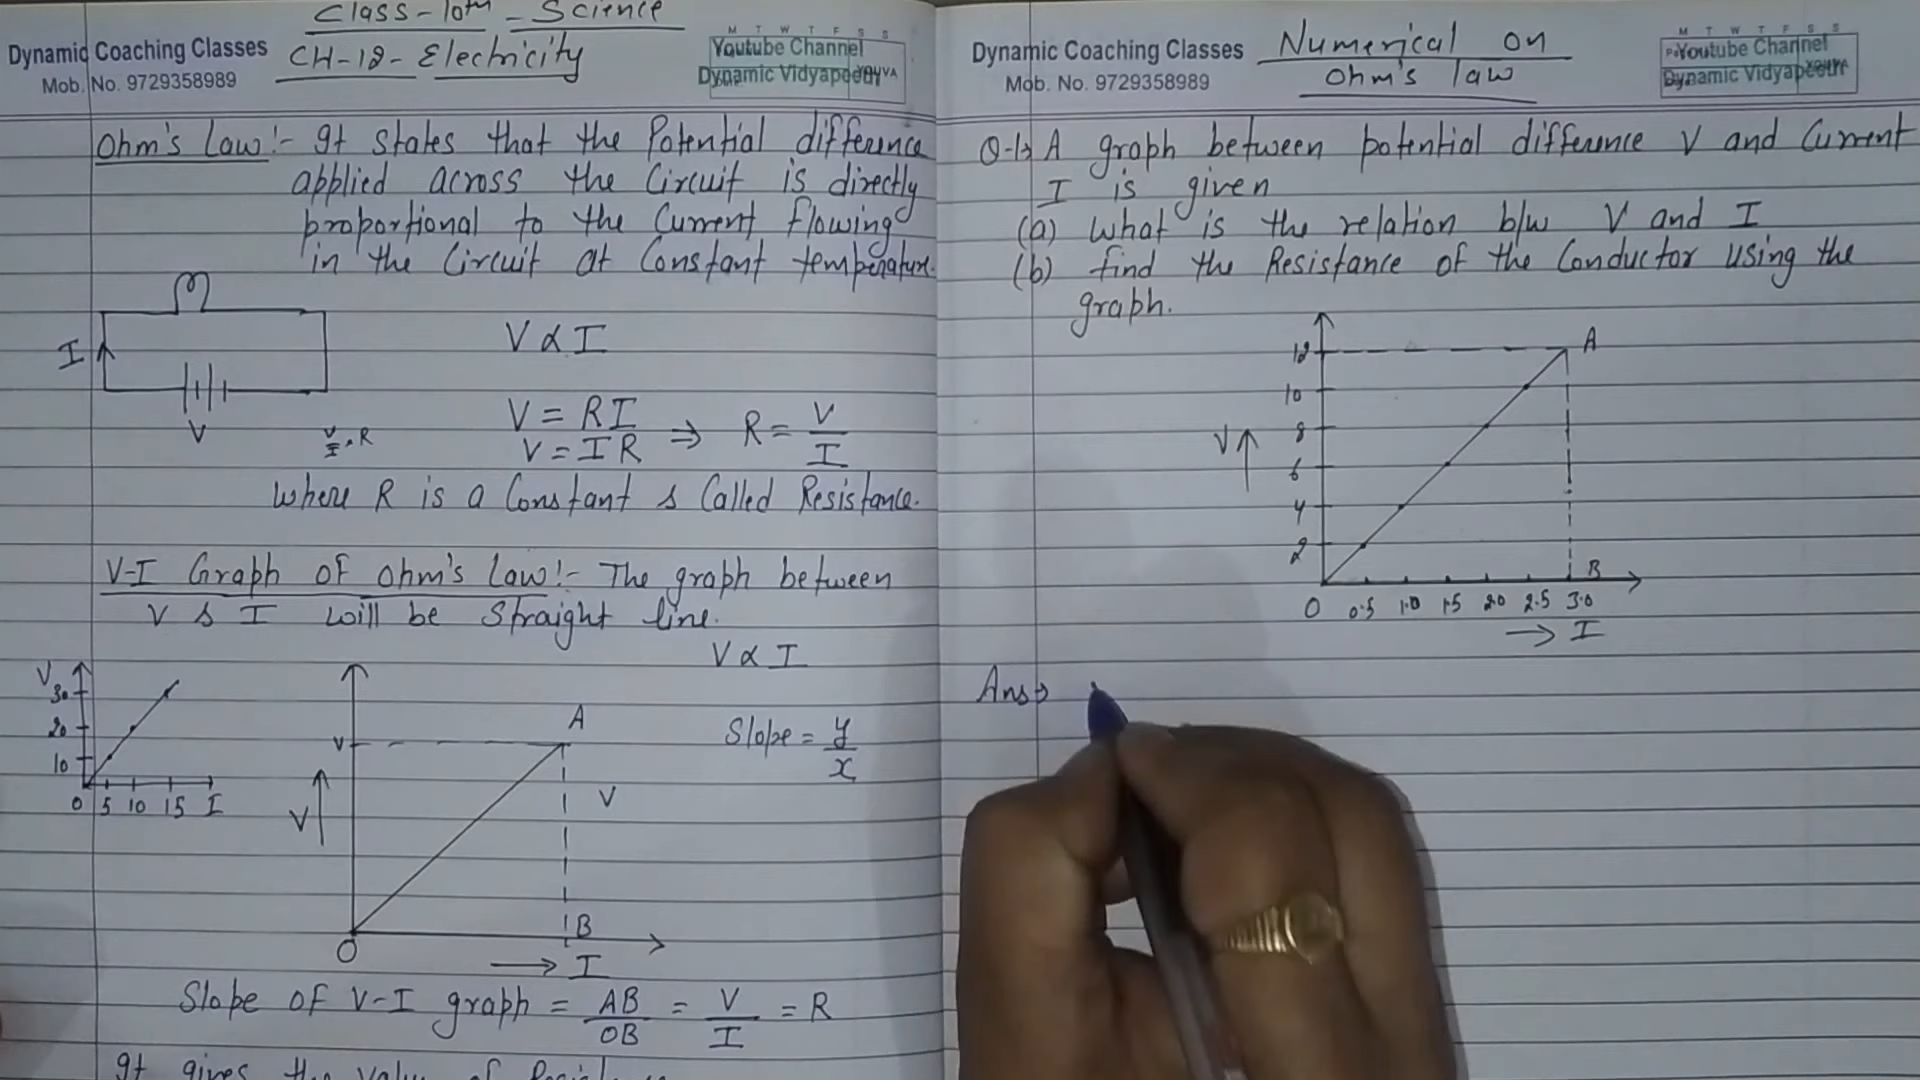 Class-10th-Science
Dynamic Coaching Classes
CH-12-Electricity
Mob. No. 9729358989
M T W T F S S
Youtube Channel
Dynamic Vidyapeeth
Ohm's Law:- It states that the Potential difference
applied across the Circuit is directly
proportional to the Current flowing
in the Circuit at Constant temperature.
I
V
V ∝ I
V = RI
V = IR ⇒ R = V/I
V/I = R
where R is a Constant & Called Resistance.
V-I Graph of Ohm's Law:- The graph between
V & I will be Straight line.
V ∝ I
V
30
20
10
0 5 10 15 I
V
A
V
V
B
O
→ I
Slope = y/x
Slope of V-I graph = AB/OB = V/I = R
It gives the value of
Dynamic Coaching Classes
Mob. No. 9729358989
Numerical on
Ohm's law
M T W T F S S
Youtube Channel
Dynamic Vidyapeeth
Q-1) A graph between potential difference V and Current
I is given
(a) What is the relation b/w V and I
(b) find the Resistance of the Conductor using the
graph.
A
12
10
8
6
4
2
V
B
0 0.5 1.0 1.5 2.0 2.5 3.0
→ I
Ans→